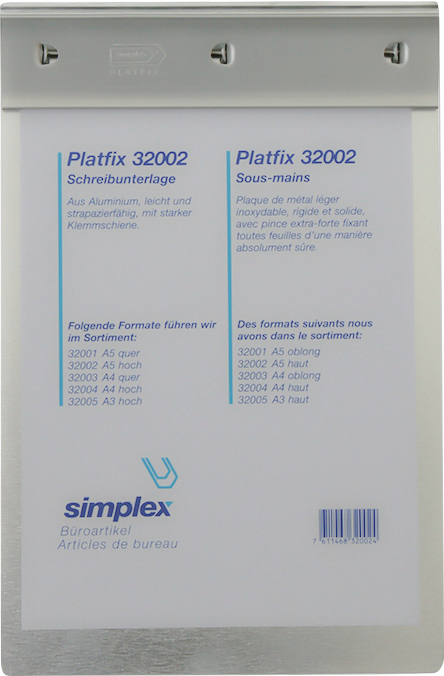 PLATFIX
Platfix 32002
Schreibunterlage
Aus Aluminium, leicht und
strapazierfähig, mit starker
Klemmschiene.
Folgende Formate führen wir
im Sortiment:
32001 A5 quer
32002 A5 hoch
32003 A4 quer
32004 A4 hoch
32005 A3 hoch
Platfix 32002
Sous-mains
Plaque de métal léger
inoxydable, rigide et solide,
avec pince extra-forte fixant
toutes feuilles d'une manière
absolument sûre.
Des formats suivants nous
avons dans le sortiment:
32001 A5 oblong
32002 A5 haut
32003 A4 oblong
32004 A4 haut
32005 A3 haut
simplex
Büroartikel
Articles de bureau
7 611468 320024